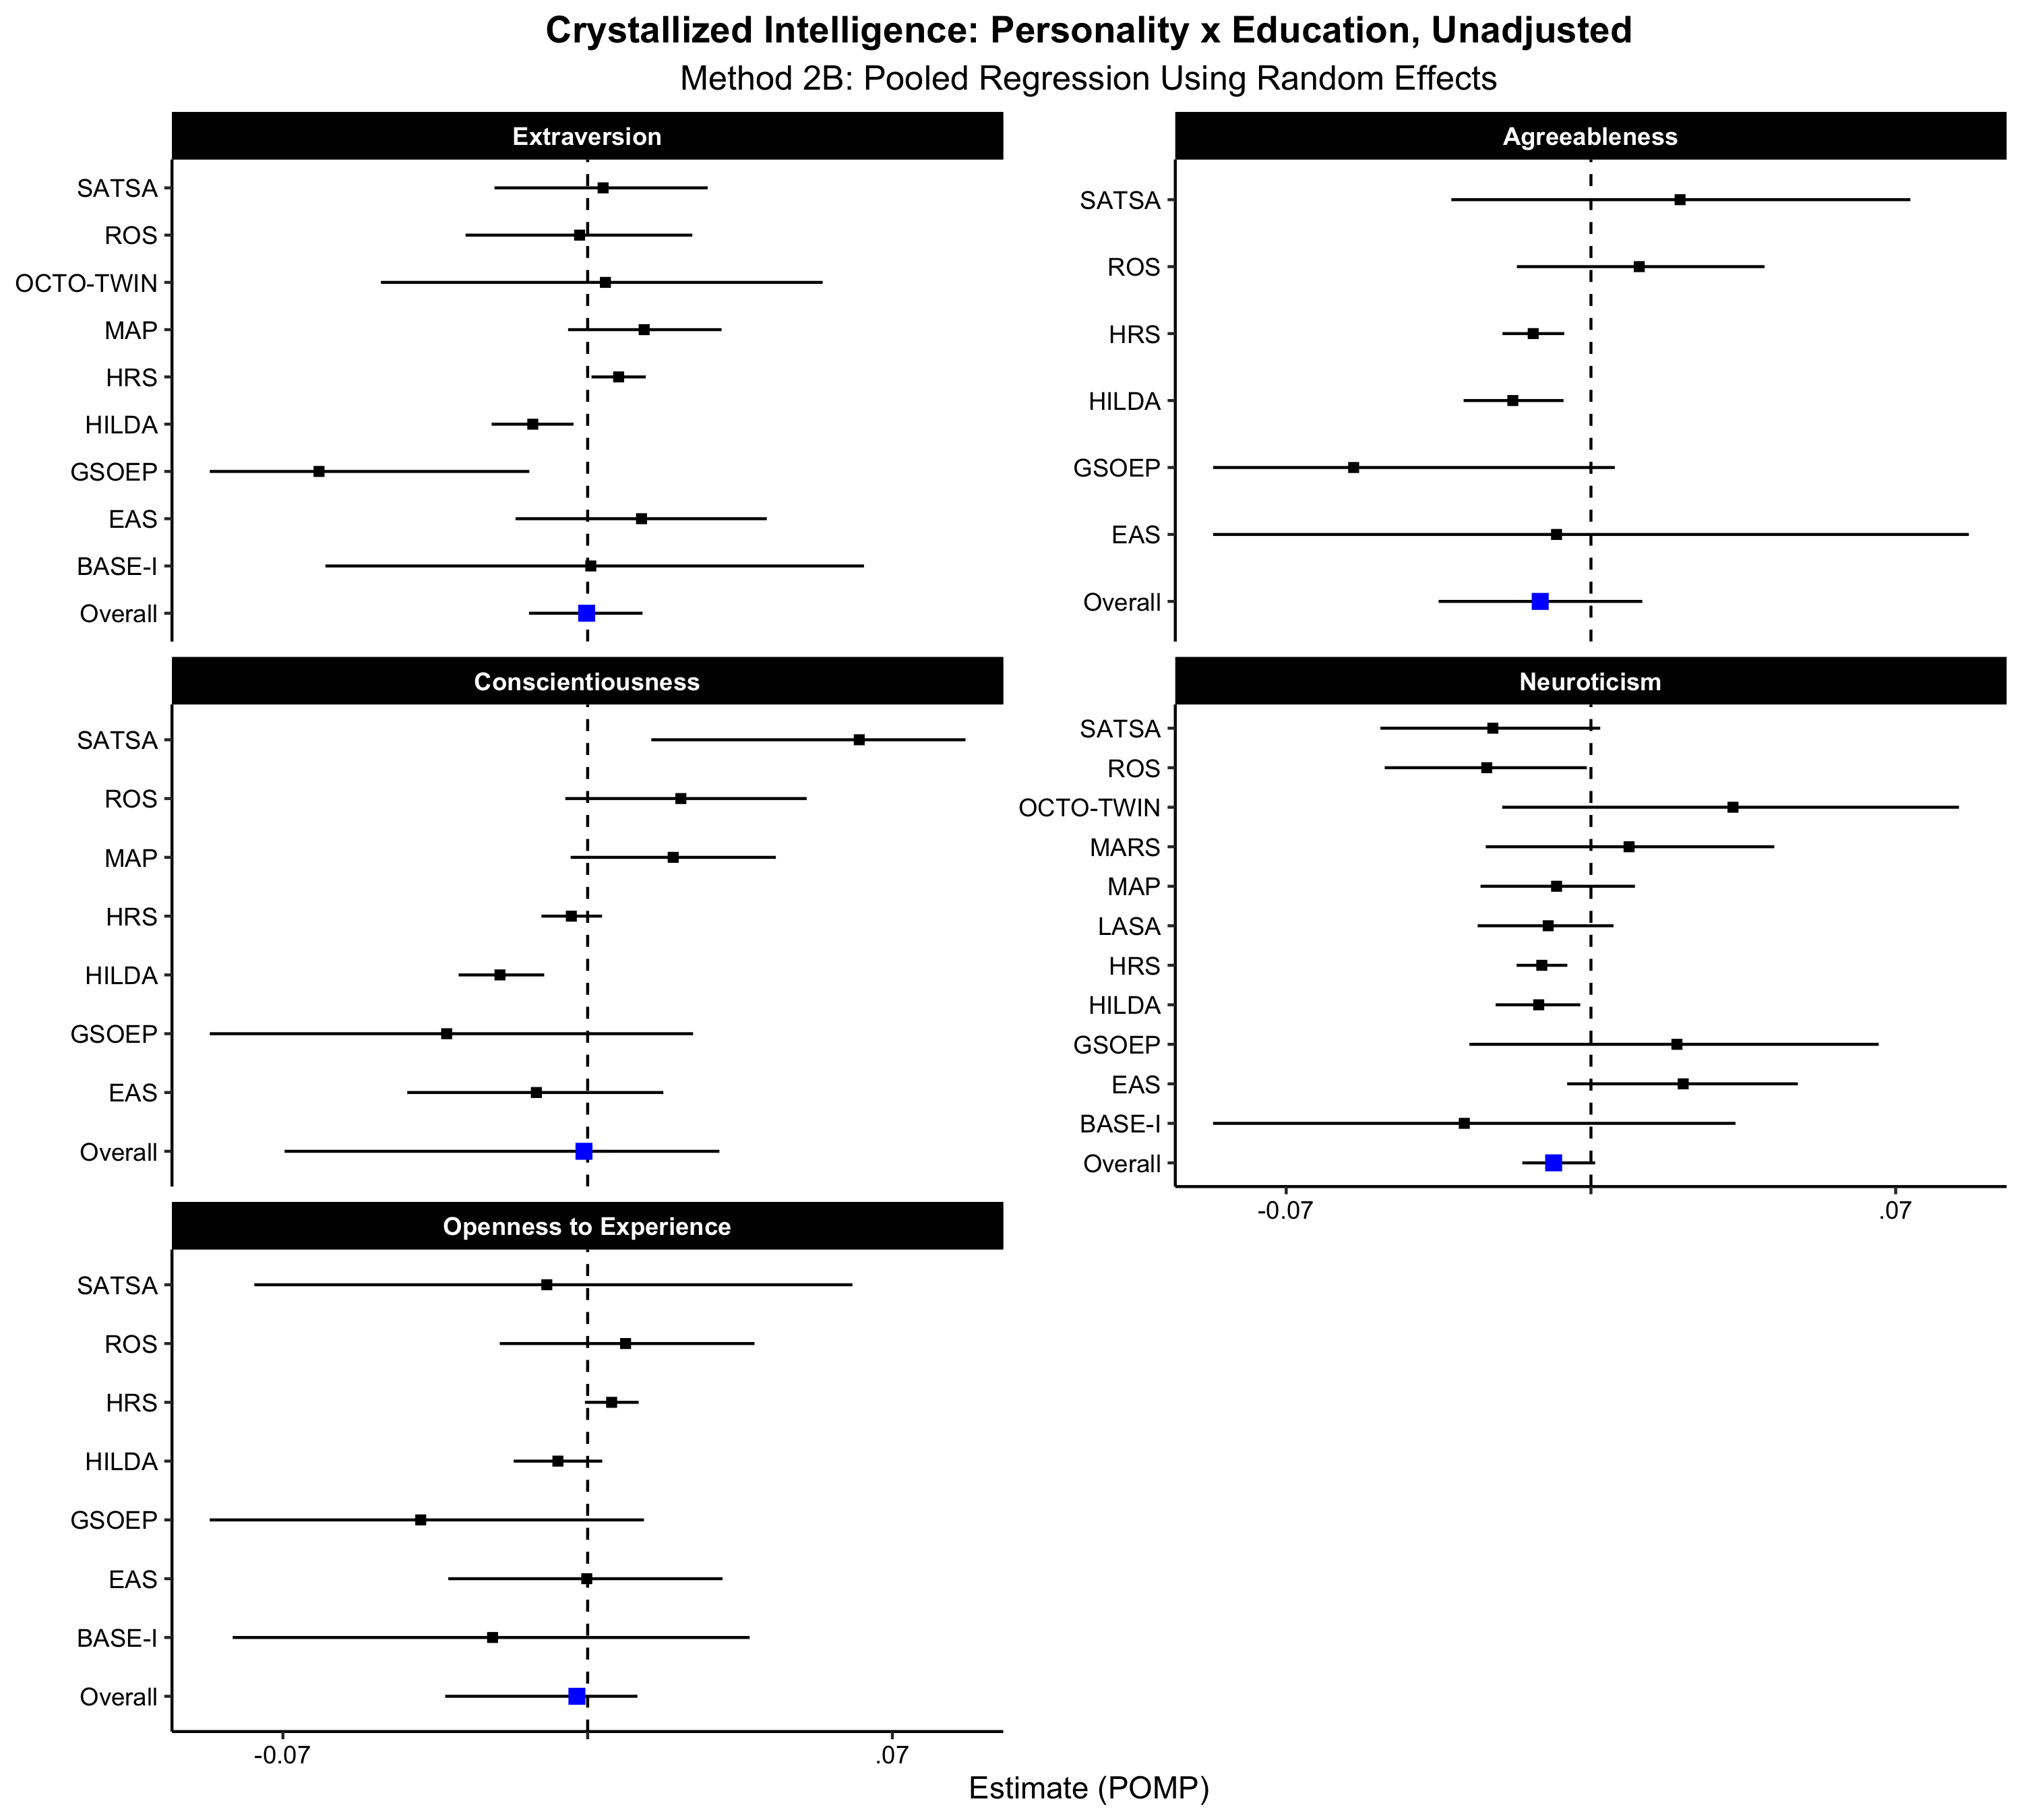 Crystallized Intelligence: Personality x Education, Unadjusted
Method 2B: Pooled Regression Using Random Effects
Extraversion
SATSA
ROS
OCTO-TWIN
MAP
HRS
HILDA
GSOEP
EAS
BASE-I
Overall
Agreeableness
SATSA
ROS
HRS
HILDA
GSOEP
EAS
Overall
Conscientiousness
SATSA
ROS
MAP
HRS
HILDA
GSOEP
EAS
Overall
Neuroticism
SATSA
ROS
OCTO-TWIN
MARS
MAP
LASA
HRS
HILDA
GSOEP
EAS
BASE-I
Overall
-0.07 .07
Openness to Experience
SATSA
ROS
HRS
HILDA
GSOEP
EAS
BASE-I
Overall
-0.07 .07
Estimate (POMP)